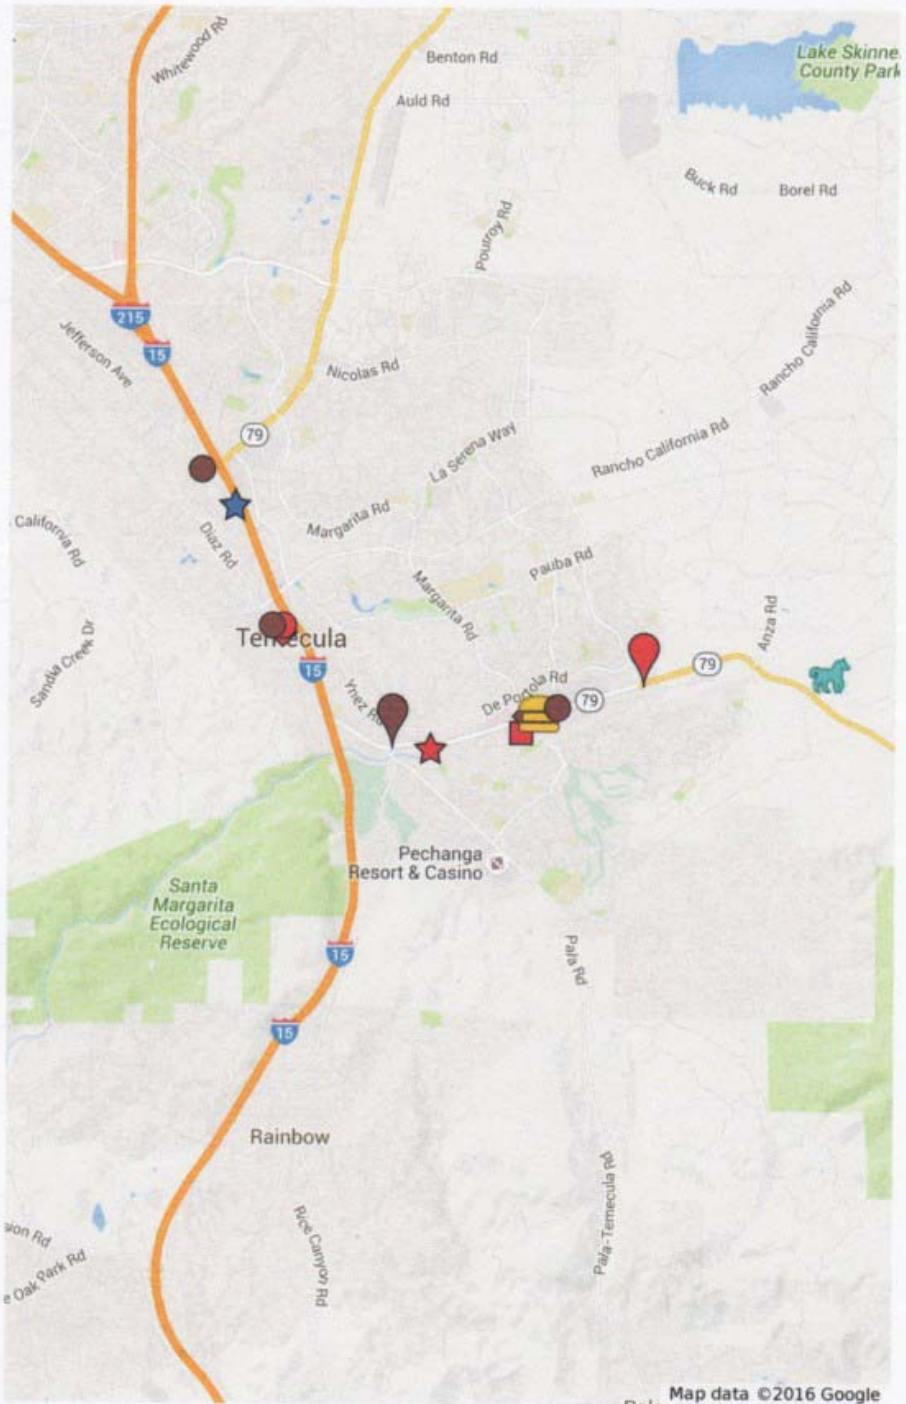 Whitewood Rd
Benton Rd
Lake Skinne
County Park
Auld Rd
Buck Rd
Borel Rd
Pourroy Rd
215
15
Jefferson Ave
Rancho California Rd
Nicolas Rd
79
La Serena Way
Rancho California Rd
California Rd
Diaz Rd
Margarita Rd
Pauba Rd
Margarita Rd
Anza Rd
Sandia Creek Dr
Temecula
15
Ynez Rd
De Portola Rd
79
79
Pechanga
Resort & Casino
Santa
Margarita
Ecological
Reserve
15
Pala Rd
15
Rainbow
Rice Canyon Rd
Pala-Temecula Rd
sion Rd
e Oak Park Rd
Map data ©2016 Google